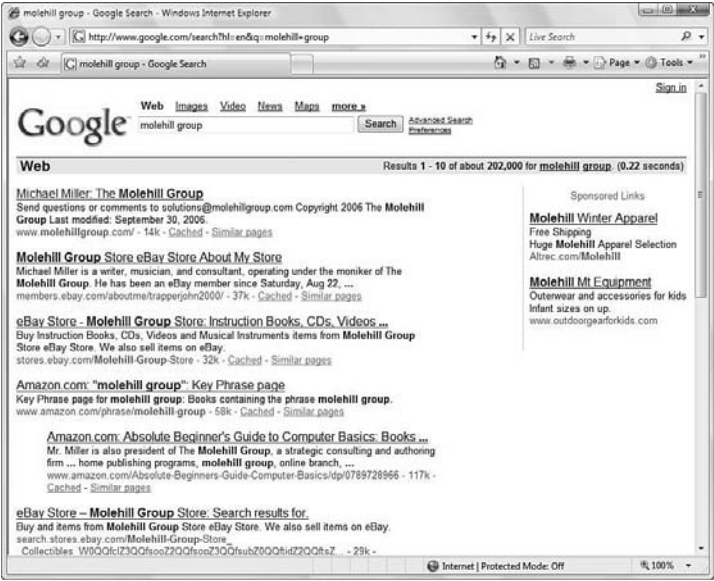 molehill group - Google Search - Windows Internet Explorer
http://www.google.com/search?hl=en&q=molehill+group
Live Search
molehill group - Google Search
Page
Tools
Sign in
Google
Web Images Video News Maps more »
molehill group
Search
Advanced Search
Preferences
Web
Results 1 - 10 of about 202,000 for molehill group. (0.22 seconds)
Michael Miller: The Molehill Group
Send questions or comments to solutions@molehillgroup.com Copyright 2006 The Molehill
Group Last modified: September 30, 2006.
www.molehillgroup.com/ - 14k - Cached - Similar pages
Molehill Group Store eBay Store About My Store
Michael Miller is a writer, musician, and consultant, operating under the moniker of The
Molehill Group. He has been an eBay member since Saturday, Aug 22, ...
members.ebay.com/aboutme/trapperjohn2000/ - 37k - Cached - Similar pages
eBay Store - Molehill Group Store: Instruction Books, CDs, Videos ...
Buy Instruction Books, CDs, Videos and Musical Instruments items from Molehill Group
Store eBay Store. We also sell items on eBay.
stores.ebay.com/Molehill-Group-Store - 32k - Cached - Similar pages
Amazon.com: "molehill group": Key Phrase page
Key Phrase page for molehill group: Books containing the phrase molehill group.
www.amazon.com/phrase/molehill-group - 58k - Cached - Similar pages
Amazon.com: Absolute Beginner's Guide to Computer Basics: Books ...
Mr. Miller is also president of The Molehill Group, a strategic consulting and authoring
firm ... home publishing programs, molehill group, online branch, ...
www.amazon.com/Absolute-Beginners-Guide-Computer-Basics/dp/0789728966 - 117k -
Cached - Similar pages
eBay Store – Molehill Group Store: Search results for.
Buy and items from Molehill Group Store eBay Store. We also sell items on eBay.
search.stores.ebay.com/Molehill-Group-Store_
Sponsored Links
Molehill Winter Apparel
Free Shipping
Huge Molehill Apparel Selection
Altrec.com/Molehill
Molehill Mt Equipment
Outerwear and accessories for kids
Infant sizes on up.
www.outdoorgearforkids.com
Internet | Protected Mode: Off
100%